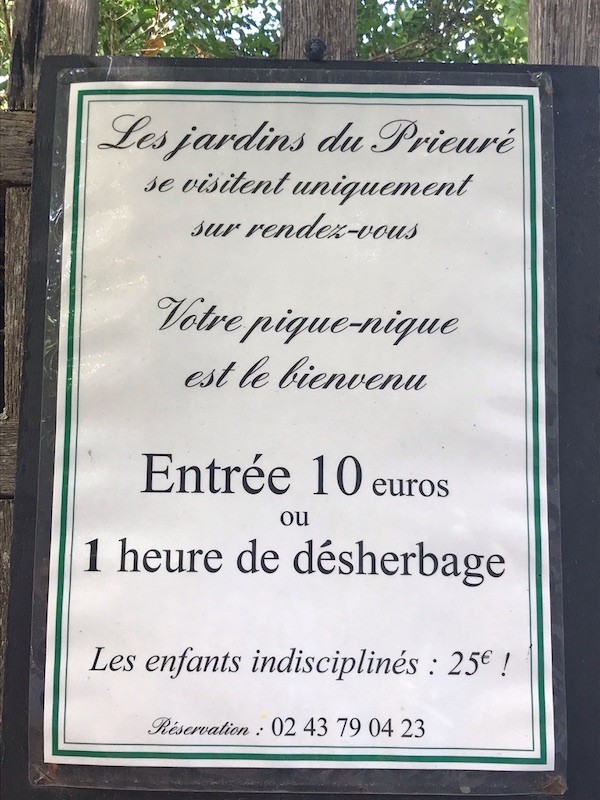 Les jardins du Prieuré
se visitent uniquement
sur rendez-vous
Votre pique-nique
est le bienvenu
Entrée 10 euros
ou
1 heure de désherbage
Les enfants indisciplinés : 25€ !
Réservation : 02 43 79 04 23